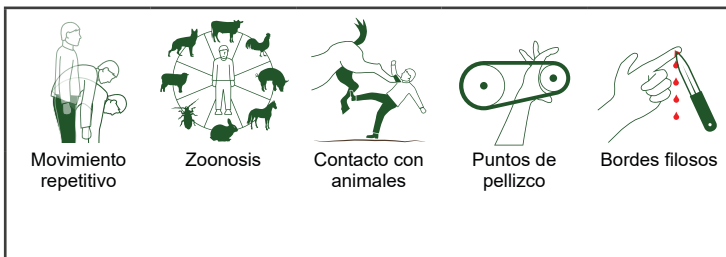 Movimiento
repetitivo
Zoonosis
Contacto con
animales
Puntos de
pellizco
Bordes filosos